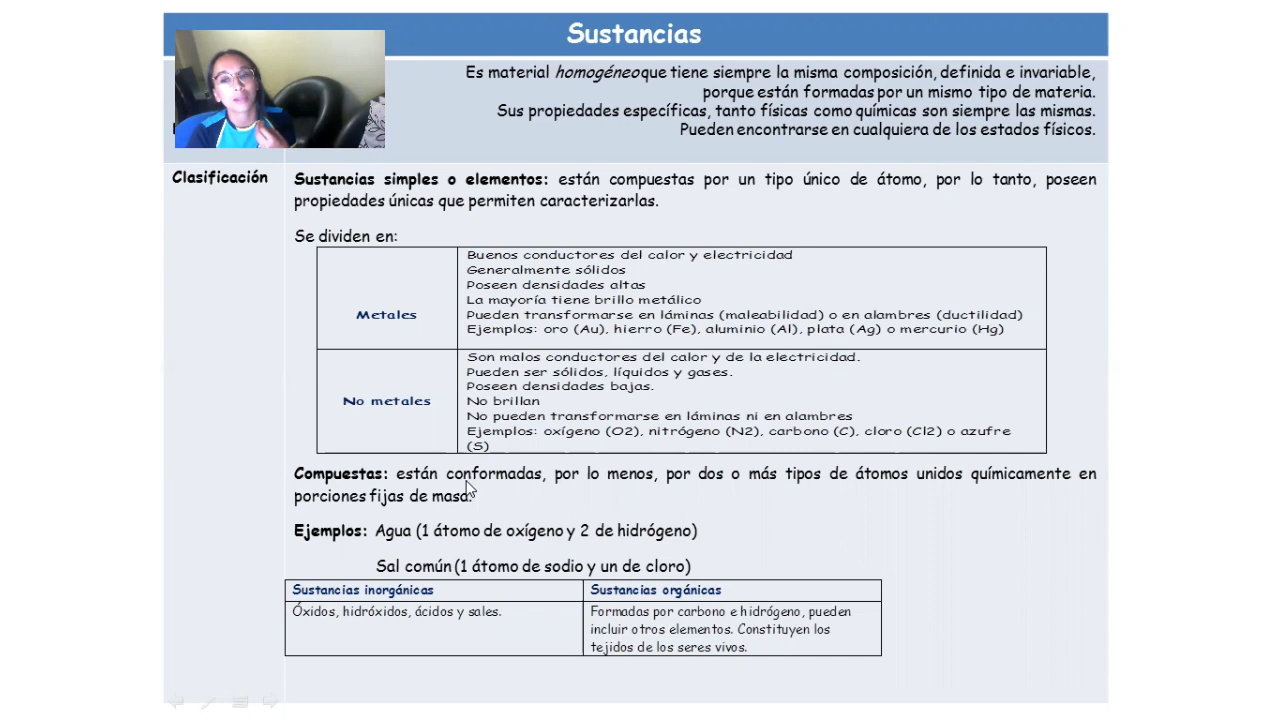 Sustancias
Es material homogéneo que tiene siempre la misma composición, definida e invariable,
porque están formadas por un mismo tipo de materia.
Sus propiedades específicas, tanto físicas como químicas son siempre las mismas.
Pueden encontrarse en cualquiera de los estados físicos.
Clasificación
Sustancias simples o elementos: están compuestas por un tipo único de átomo, por lo tanto, poseen
propiedades únicas que permiten caracterizarlas.
Se dividen en:
Metales
Buenos conductores del calor y electricidad
Generalmente sólidos
Poseen densidades altas
La mayoría tiene brillo metálico
Pueden transformarse en láminas (maleabilidad) o en alambres (ductilidad)
Ejemplos: oro (Au), hierro (Fe), aluminio (Al), plata (Ag) o mercurio (Hg)
No metales
Son malos conductores del calor y de la electricidad.
Pueden ser sólidos, líquidos y gases.
Poseen densidades bajas.
No brillan
No pueden transformarse en láminas ni en alambres
Ejemplos: oxígeno (O2), nitrógeno (N2), carbono (C), cloro (Cl2) o azufre
(S)
Compuestas: están conformadas, por lo menos, por dos o más tipos de átomos unidos químicamente en
porciones fijas de masa.
Ejemplos: Agua (1 átomo de oxígeno y 2 de hidrógeno)
Sal común (1 átomo de sodio y un de cloro)
Sustancias inorgánicas
Óxidos, hidróxidos, ácidos y sales.
Sustancias orgánicas
Formadas por carbono e hidrógeno, pueden
incluir otros elementos. Constituyen los
tejidos de los seres vivos.